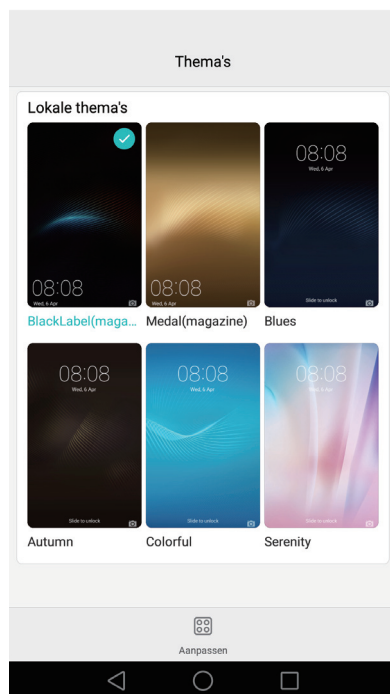 Thema's
Lokale thema's
08:08
Wed, 6 Apr
BlackLabel(maga...
08:08
Wed, 6 Apr
Medal(magazine)
08:08
Wed, 6 Apr
Slide to unlock
Blues
08:08
Wed, 6 Apr
Slide to unlock
Autumn
08:08
Wed, 6 Apr
Slide to unlock
Colorful
08:08
Wed, 6 Apr
Slide to unlock
Serenity
Aanpassen